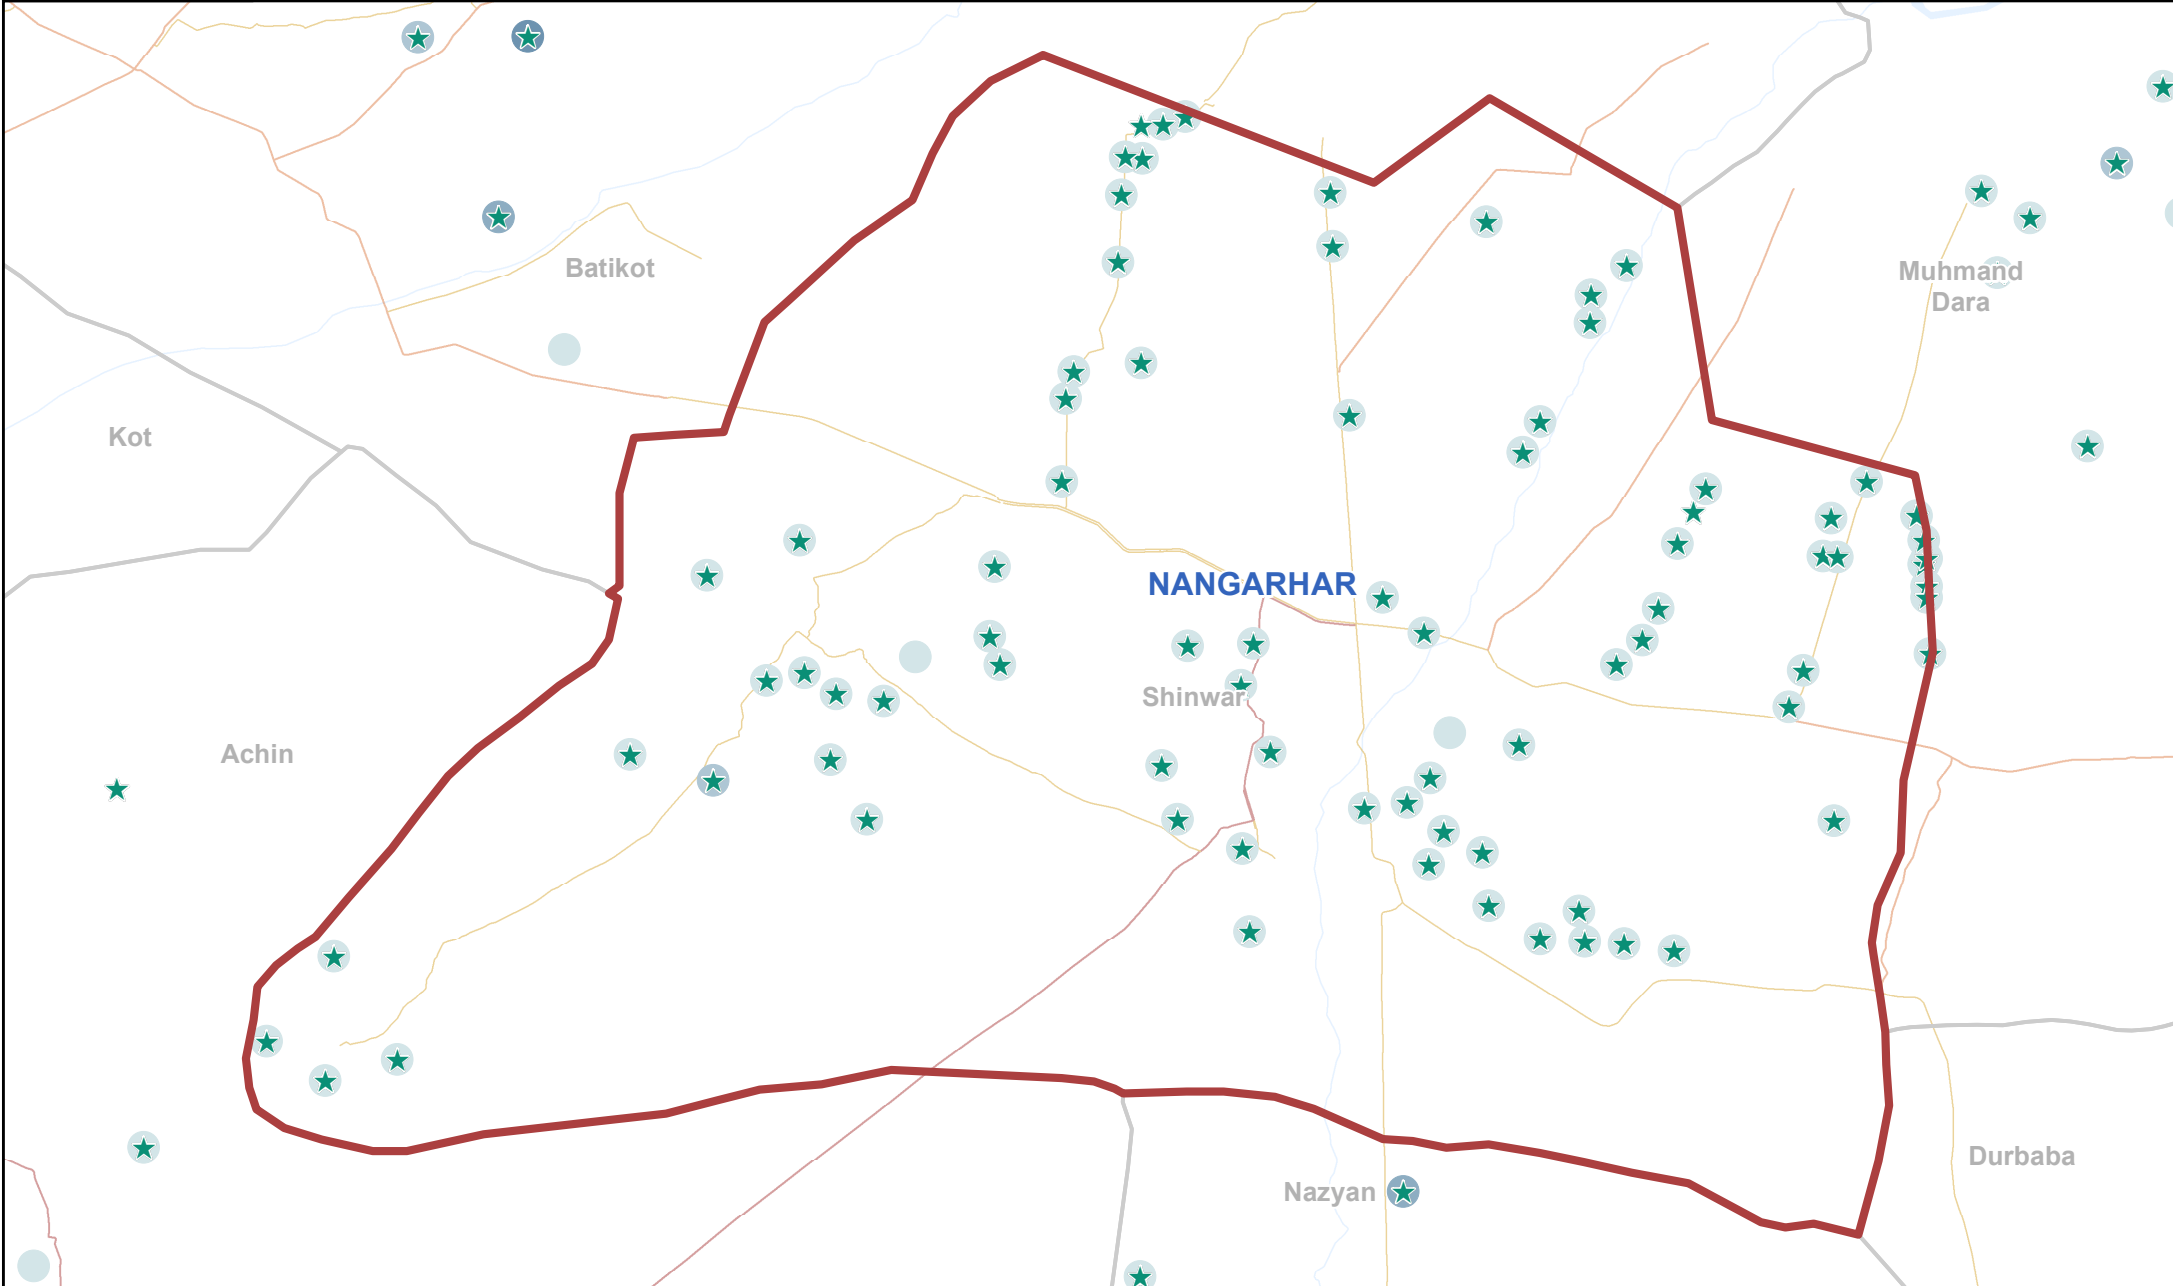 Batikot
Muhmand
Dara
Kot
NANGARHAR
Shinwar
Achin
Durbaba
Nazyan